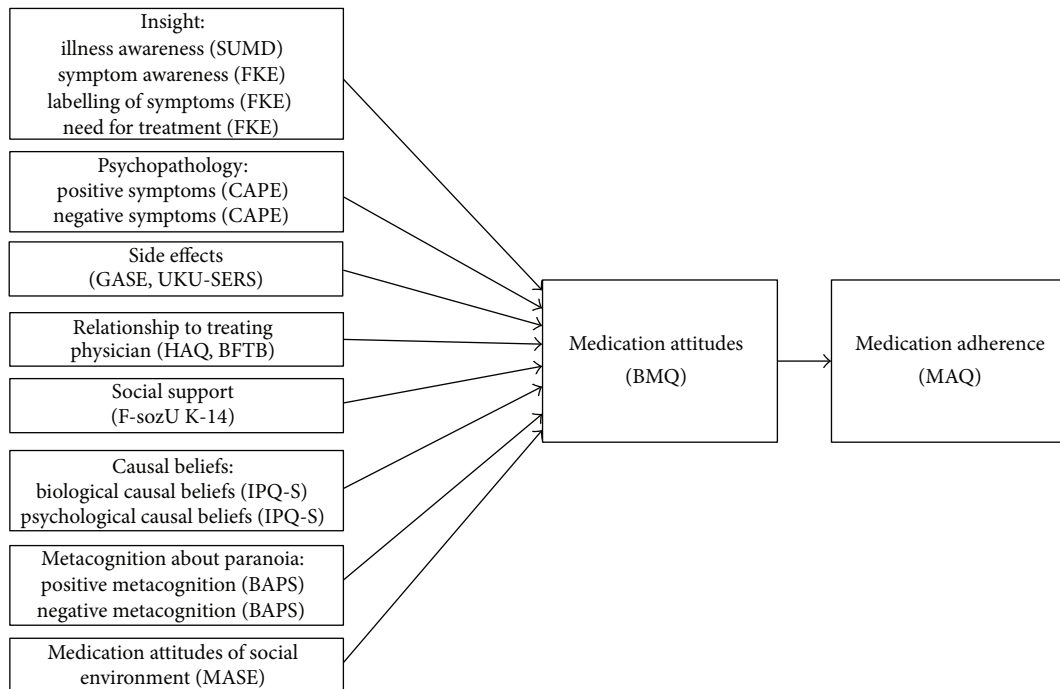 Insight:
illness awareness (SUMD)
symptom awareness (FKE)
labelling of symptoms (FKE)
need for treatment (FKE)
Psychopathology:
positive symptoms (CAPE)
negative symptoms (CAPE)
Side effects
(GASE, UKU-SERS)
Relationship to treating
physician (HAQ, BFTB)
Social support
(F-sozU K-14)
Causal beliefs:
biological causal beliefs (IPQ-S)
psychological causal beliefs (IPQ-S)
Metacognition about paranoia:
positive metacognition (BAPS)
negative metacognition (BAPS)
Medication attitudes of social
environment (MASE)
Medication attitudes
(BMQ)
Medication adherence
(MAQ)